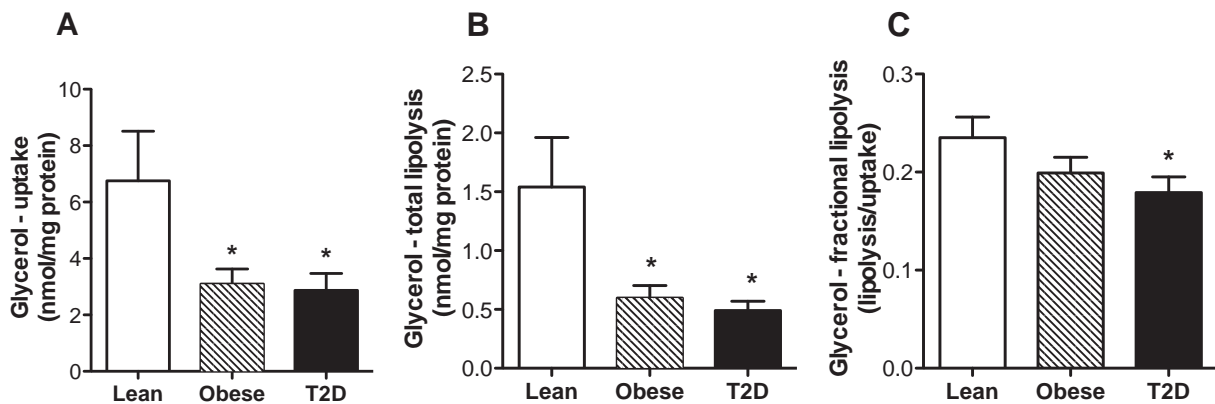 A
Glycerol - uptake
(nmol/mg protein)
10
8
6
4
2
0
*
*
Lean Obese T2D
B
Glycerol - total lipolysis
(nmol/mg protein)
2.5
2.0
1.5
1.0
0.5
0.0
*
*
Lean Obese T2D
C
Glycerol - fractional lipolysis
(lipolysis/uptake)
0.3
0.2
0.1
0.0
*
Lean Obese T2D